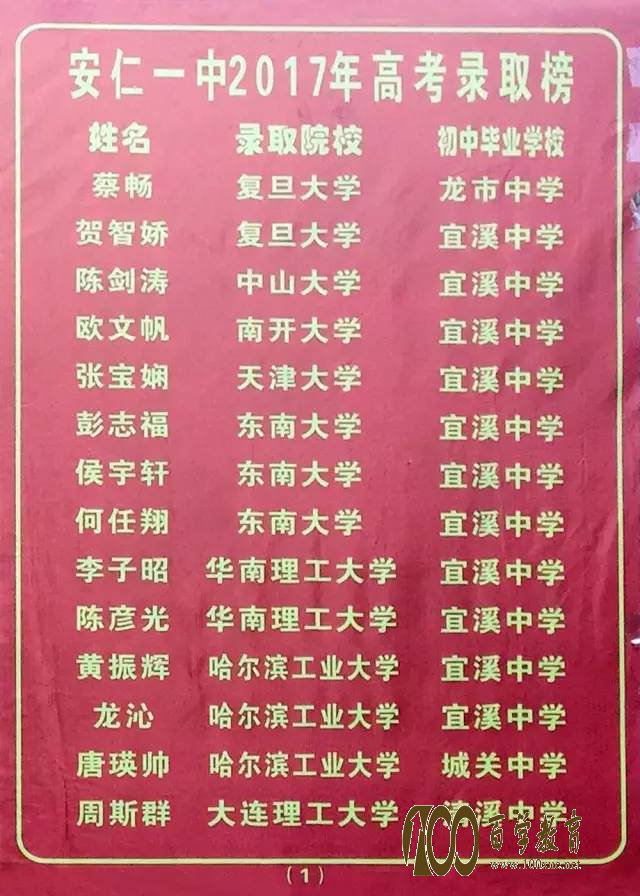 安仁一中2017年高考录取榜
姓名 录取院校 初中毕业学校
蔡畅 复旦大学 龙市中学
贺智娇 复旦大学 宜溪中学
陈剑涛 中山大学 宜溪中学
欧文帆 南开大学 宜溪中学
张宝娴 天津大学 宜溪中学
彭志福 东南大学 宜溪中学
侯宇轩 东南大学 宜溪中学
何任翔 东南大学 宜溪中学
李子昭 华南理工大学 宜溪中学
陈彦光 华南理工大学 宜溪中学
黄振辉 哈尔滨工业大学 宜溪中学
龙沁 哈尔滨工业大学 宜溪中学
唐瑛帅 哈尔滨工业大学 城关中学
周斯群 大连理工大学 清溪中学
100百学教育
(1)